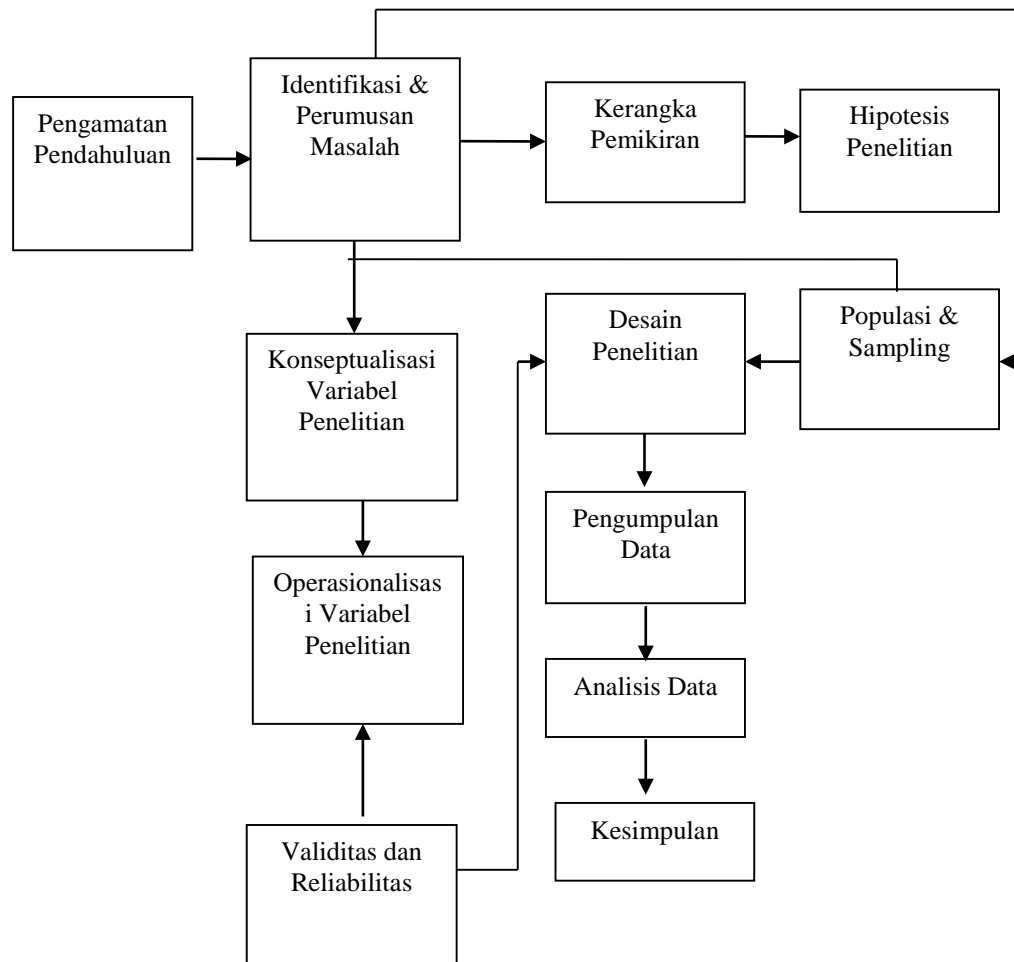 Pengamatan
Pendahuluan
Identifikasi &
Perumusan
Masalah
Kerangka
Pemikiran
Hipotesis
Penelitian
Konseptualisasi
Variabel
Penelitian
Desain
Penelitian
Populasi &
Sampling
Operasionalisas
i Variabel
Penelitian
Pengumpulan
Data
Analisis Data
Validitas dan
Reliabilitas
Kesimpulan